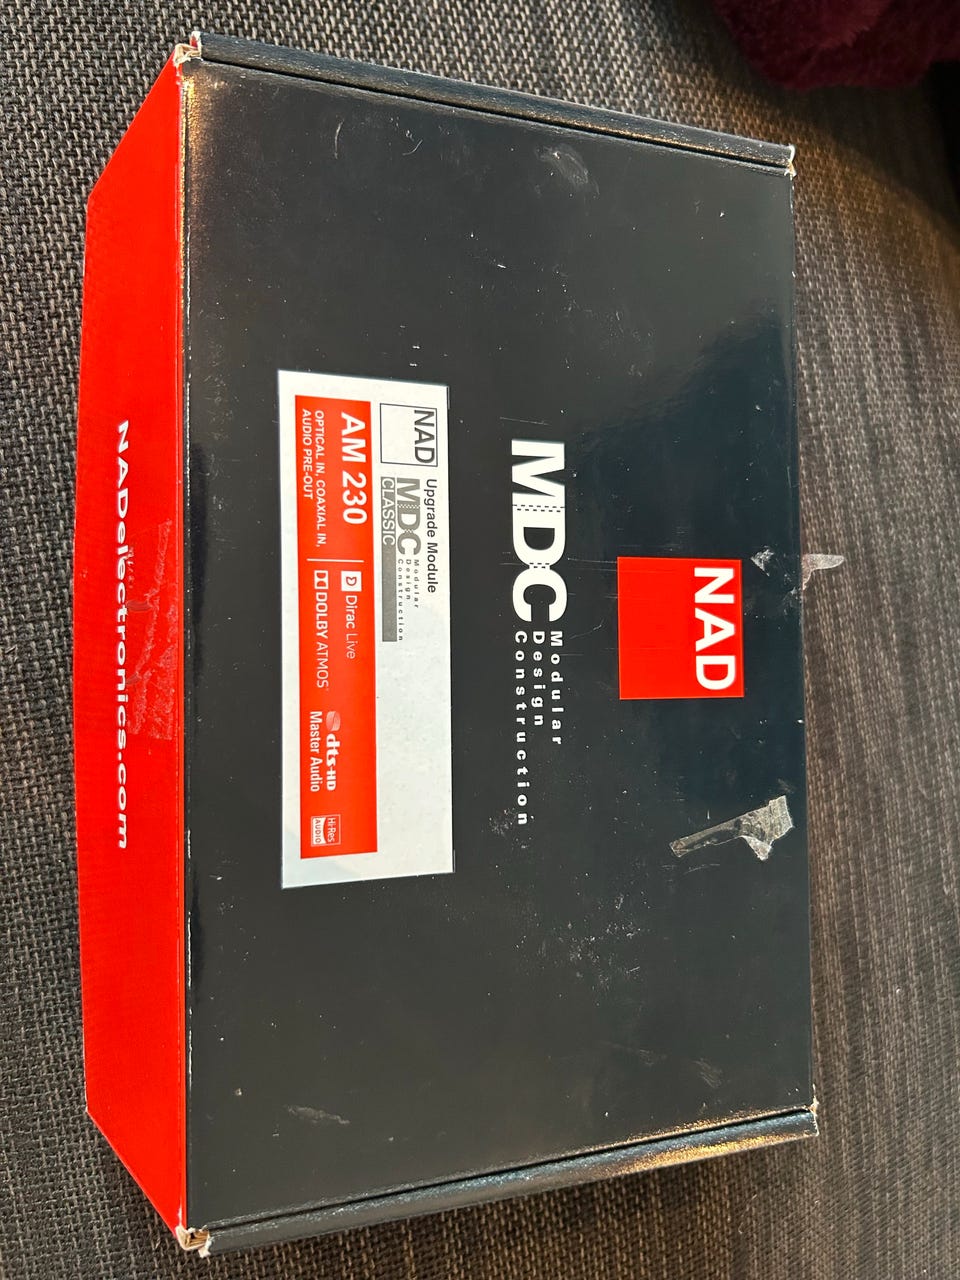 NAD
MDC Modular
Design
Construction
NAD
Upgrade Module
MDC Modular
Design
Construction
CLASSIC
AM 230
OPTICAL IN, COAXIAL IN,
AUDIO PRE-OUT
Dirac Live
DOLBY ATMOS
dts-HD
Master Audio
Hi-Res
AUDIO
NADelectronics.com